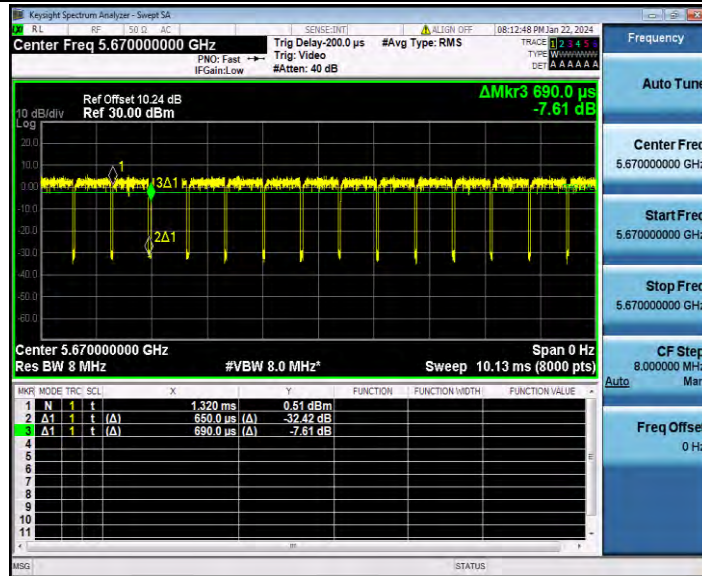 Keysight Spectrum Analyzer - Swept SA
RL RF 50 Ω AC SENSE:INT ALIGN OFF 08:12:48 PM Jan 22, 2024
Center Freq 5.670000000 GHz Trig Delay-200.0 µs #Avg Type: RMS TRACE 1 2 3 4 5 6
PNO: Fast Trig: Video TYPE WWWWWW
IFGain:Low #Atten: 40 dB DET A A A A A A
ΔMkr3 690.0 µs
-7.61 dB
Ref Offset 10.24 dB
10 dB/div Ref 30.00 dBm
Log
20.0
10.0
0.00
-10.0
-20.0
-30.0
-40.0
-50.0
-60.0
1
3Δ1
2Δ1
Center 5.670000000 GHz Span 0 Hz
Res BW 8 MHz #VBW 8.0 MHz* Sweep 10.13 ms (8000 pts)
MKR MODE TRC SCL X Y FUNCTION FUNCTION WIDTH FUNCTION VALUE
1 N 1 t 1.320 ms 0.51 dBm
2 Δ1 1 t (Δ) 650.0 µs (Δ) -32.42 dB
3 Δ1 1 t (Δ) 690.0 µs (Δ) -7.61 dB
4
5
6
7
8
9
10
11
MSG STATUS
Frequency
Auto Tune
Center Freq
5.670000000 GHz
Start Freq
5.670000000 GHz
Stop Freq
5.670000000 GHz
CF Step
8.000000 MHz
Auto Man
Freq Offset
0 Hz